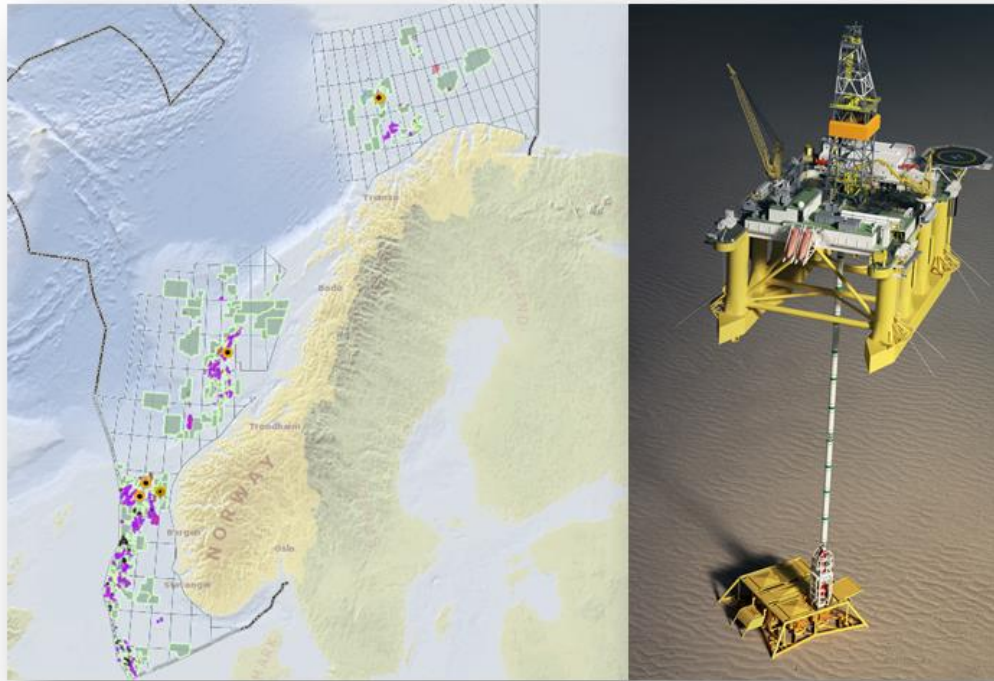 Tromsø
Bodø
Trondheim
NORWAY
Bergen
Oslo
Stavanger